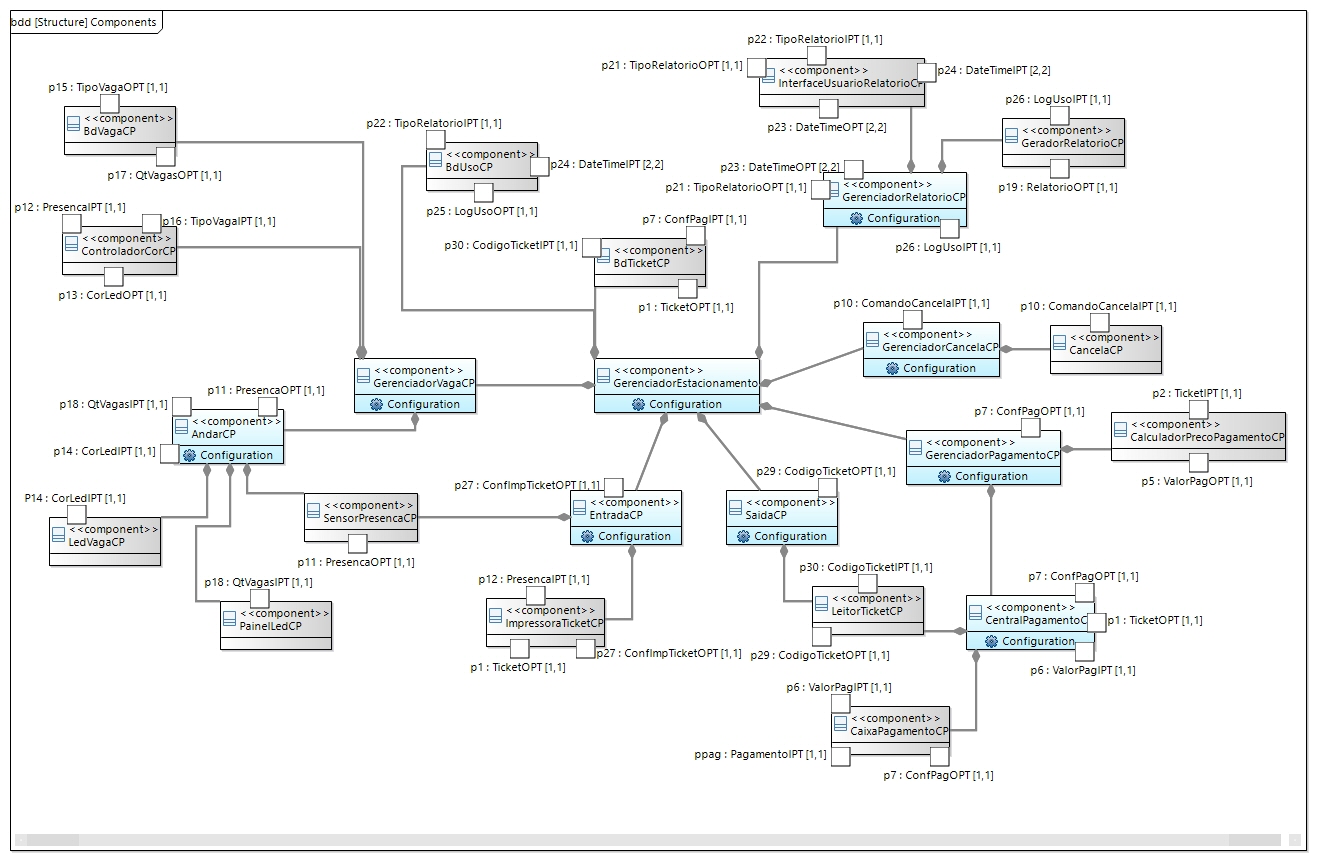 bdd [Structure] Components
p22 : TipoRelatorioIPT [1,1]
p21 : TipoRelatorioOPT [1,1]
<<component>>
InterfaceUsuarioRelatorioCP
p24 : DateTimeIPT [2,2]
p23 : DateTimeOPT [2,2]
p15 : TipoVagaOPT [1,1]
<<component>>
BdVagaCP
p17 : QtVagasOPT [1,1]
p26 : LogUsoIPT [1,1]
<<component>>
GeradorRelatorioCP
p19 : RelatorioOPT [1,1]
p22 : TipoRelatorioIPT [1,1]
<<component>>
BdUsoCP
p24 : DateTimeIPT [2,2]
p25 : LogUsoOPT [1,1]
p23 : DateTimeOPT [2,2]
p21 : TipoRelatorioOPT [1,1]
<<component>>
GerenciadorRelatorioCP
Configuration
p26 : LogUsoIPT [1,1]
p12 : PresencaIPT [1,1]
p16 : TipoVagaIPT [1,1]
<<component>>
ControladorCorCP
p13 : CorLedOPT [1,1]
p7 : ConfPagIPT [1,1]
p30 : CodigoTicketIPT [1,1]
<<component>>
BdTicketCP
p1 : TicketOPT [1,1]
p10 : ComandoCancelaIPT [1,1]
<<component>>
GerenciadorCancelaCP
Configuration
p10 : ComandoCancelaIPT [1,1]
<<component>>
CancelaCP
<<component>>
GerenciadorVagaCP
Configuration
<<component>>
GerenciadorEstacionamento
Configuration
p11 : PresencaOPT [1,1]
p18 : QtVagasIPT [1,1]
<<component>>
AndarCP
p14 : CorLedIPT [1,1]
Configuration
p2 : TicketIPT [1,1]
<<component>>
CalculadorPrecoPagamentoCP
p5 : ValorPagOPT [1,1]
p7 : ConfPagOPT [1,1]
<<component>>
GerenciadorPagamentoCP
Configuration
P14 : CorLedIPT [1,1]
<<component>>
LedVagaCP
<<component>>
SensorPresencaCP
p11 : PresencaOPT [1,1]
p27 : ConfImpTicketOPT [1,1]
<<component>>
EntradaCP
Configuration
p29 : CodigoTicketOPT [1,1]
<<component>>
SaidaCP
Configuration
p18 : QtVagasIPT [1,1]
<<component>>
PainelLedCP
p12 : PresencaIPT [1,1]
<<component>>
ImpressoraTicketCP
p1 : TicketOPT [1,1]
p27 : ConfImpTicketOPT [1,1]
p30 : CodigoTicketIPT [1,1]
<<component>>
LeitorTicketCP
p29 : CodigoTicketOPT [1,1]
p7 : ConfPagOPT [1,1]
<<component>>
CentralPagamentoC
p1 : TicketOPT [1,1]
Configuration
p6 : ValorPagIPT [1,1]
p6 : ValorPagIPT [1,1]
<<component>>
CaixaPagamentoCP
ppag : PagamentoIPT [1,1]
p7 : ConfPagOPT [1,1]